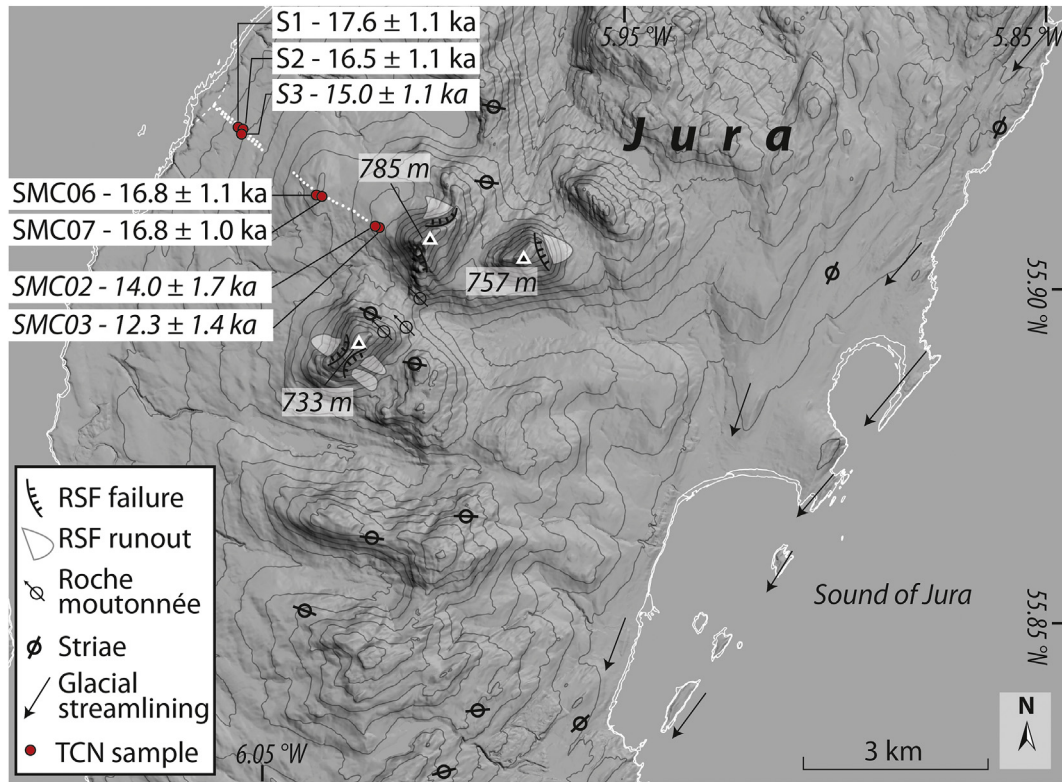 S1 - 17.6 ± 1.1 ka
S2 - 16.5 ± 1.1 ka
S3 - 15.0 ± 1.1 ka
5.95 °W
5.85 °W
Jura
785 m
SMC06 - 16.8 ± 1.1 ka
SMC07 - 16.8 ± 1.0 ka
757 m
SMC02 - 14.0 ± 1.7 ka
SMC03 - 12.3 ± 1.4 ka
55.90 °N
733 m
RSF failure
RSF runout
Roche
moutonnée
Striae
Glacial
streamlining
TCN sample
Sound of Jura
55.85 °N
N
6.05 °W
3 km